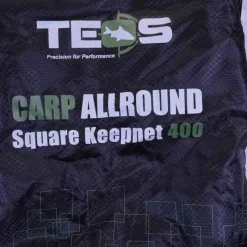 TEOS
Precision for Performance
CARP ALLROUND
Square Keepnet 400